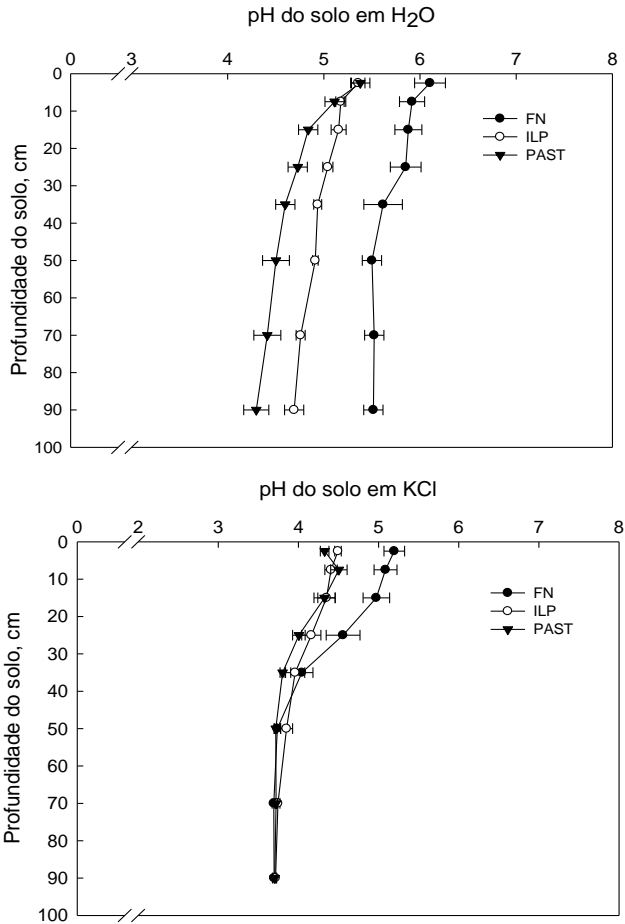 pH do solo em H2O
0 3 4 5 6 7 8
Profundidade do solo, cm
0
10
20
30
40
50
60
70
80
90
100
FN
ILP
PAST
pH do solo em KCl
0 2 3 4 5 6 7 8
Profundidade do solo, cm
0
10
20
30
40
50
60
70
80
90
100
FN
ILP
PAST